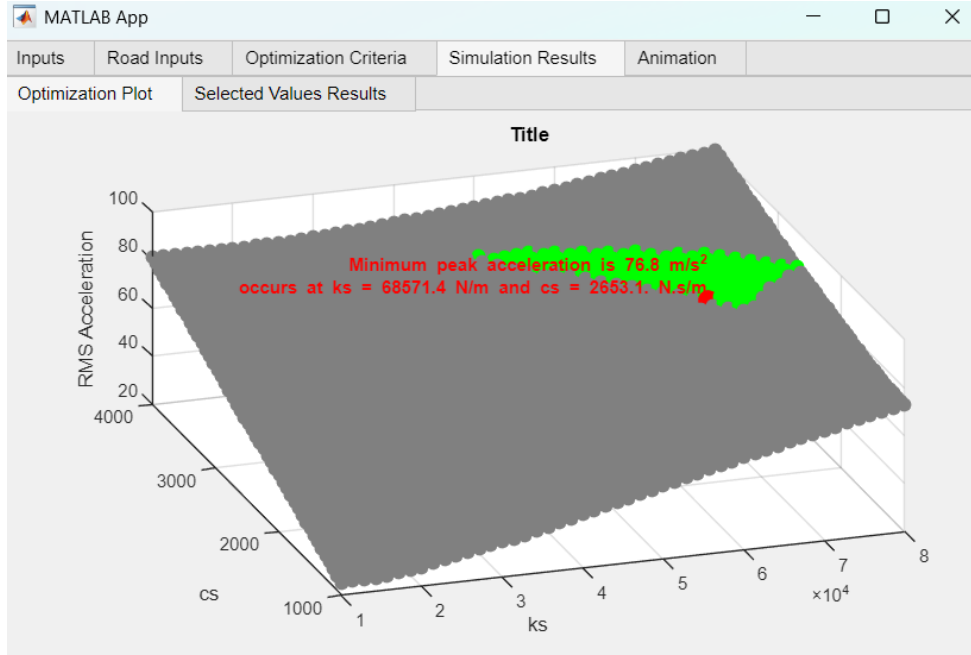 MATLAB App
Inputs Road Inputs Optimization Criteria Simulation Results Animation
Optimization Plot Selected Values Results
Title
100
80
60
40
20
RMS Acceleration
Minimum peak acceleration is 76.8 m/s²
occurs at ks = 68571.4 N/m and cs = 2653.1. N.s/m
4000
3000
2000
1000
cs
1
2
3
4
5
6
7
8
×10⁴
ks